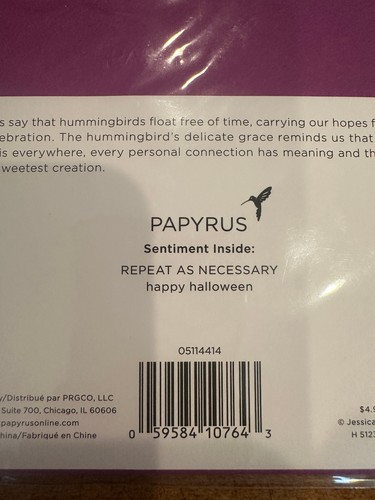 s say that hummingbirds float free of time, carrying our hopes f
ebration. The hummingbird's delicate grace reminds us that
is everywhere, every personal connection has meaning and th
weetest creation.
PAPYRUS
Sentiment Inside:
REPEAT AS NECESSARY
happy halloween
05114414
y/Distribué par PRGCO, LLC
Suite 700, Chicago, IL 60606
papyrusonline.com
hina/Fabriqué en Chine
0 59584 10764 3
$4.9
© Jessica
H 512